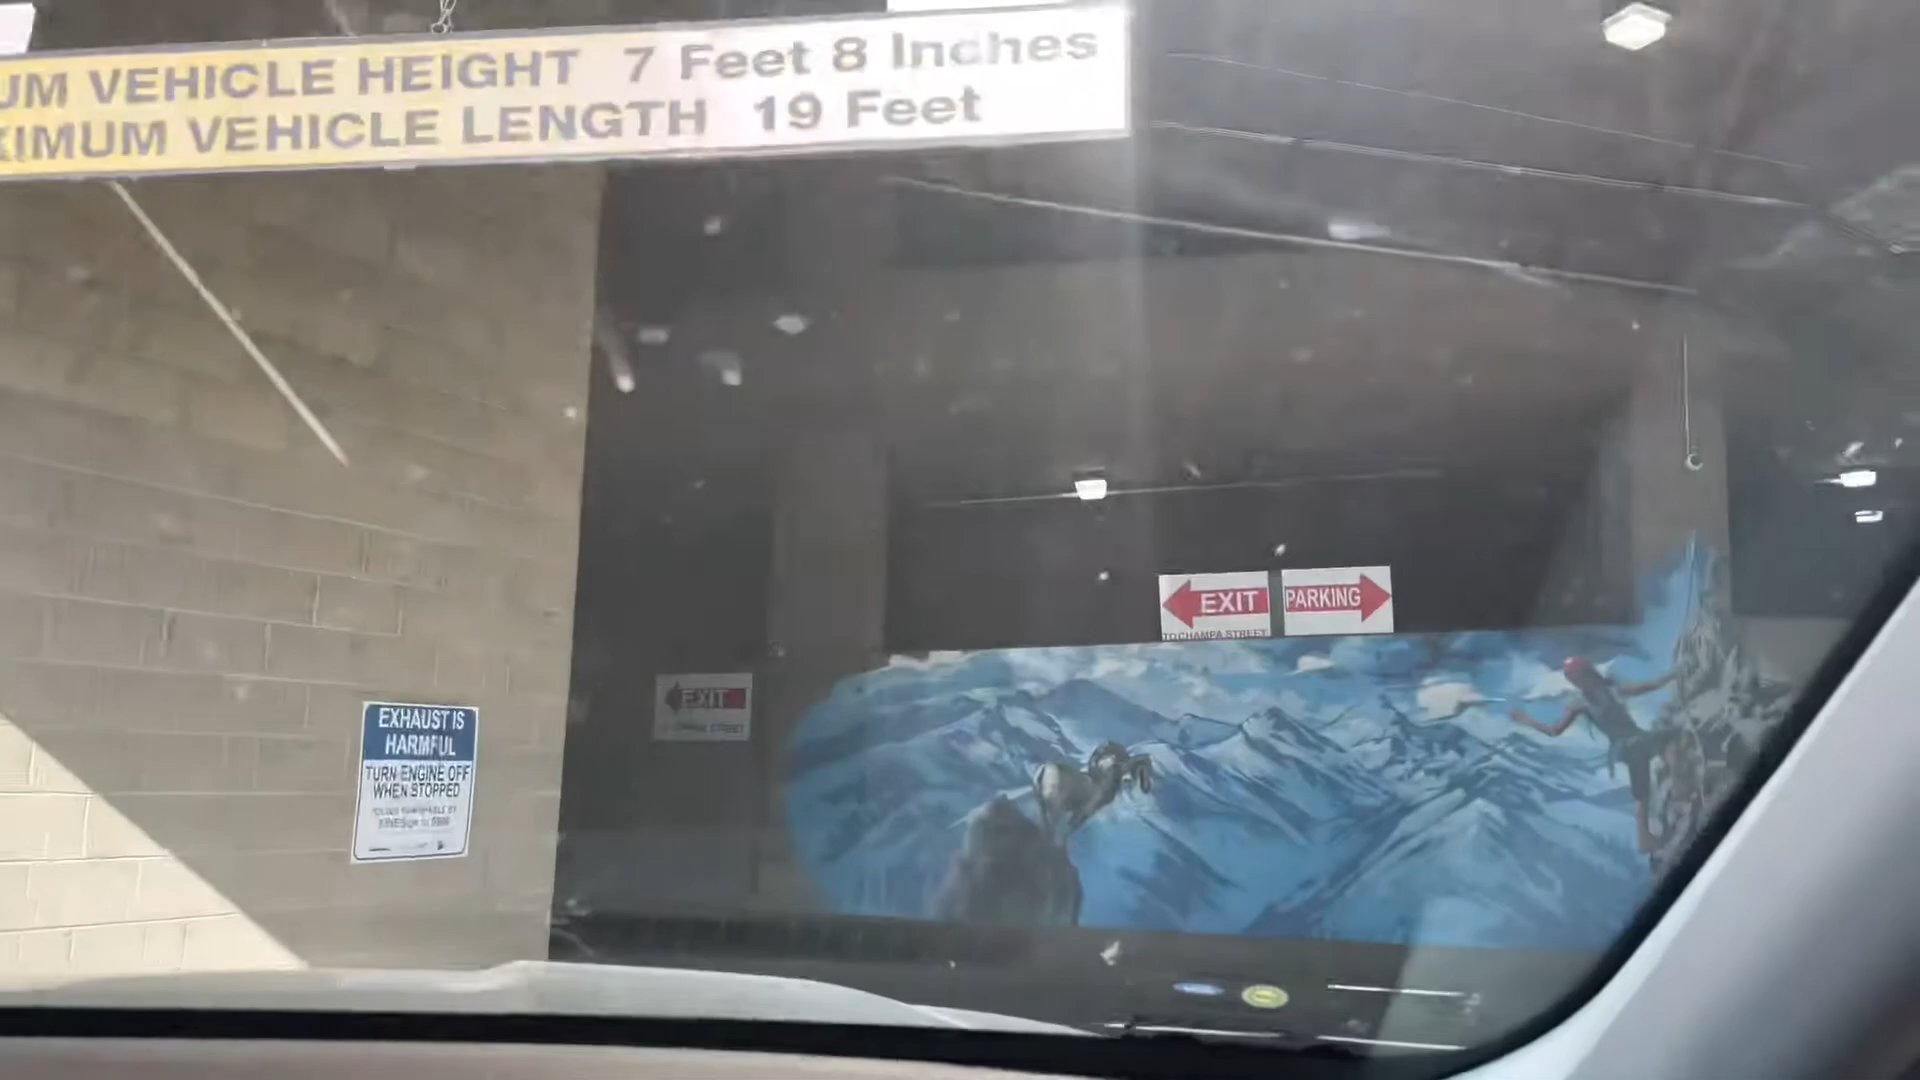 UM VEHICLE HEIGHT 7 Feet 8 Inches
XIMUM VEHICLE LENGTH 19 Feet
EXIT
TO CHAMPA STREET
PARKING
EXIT
STREET
EXHAUST IS
HARMFUL
TURN ENGINE OFF
WHEN STOPPED